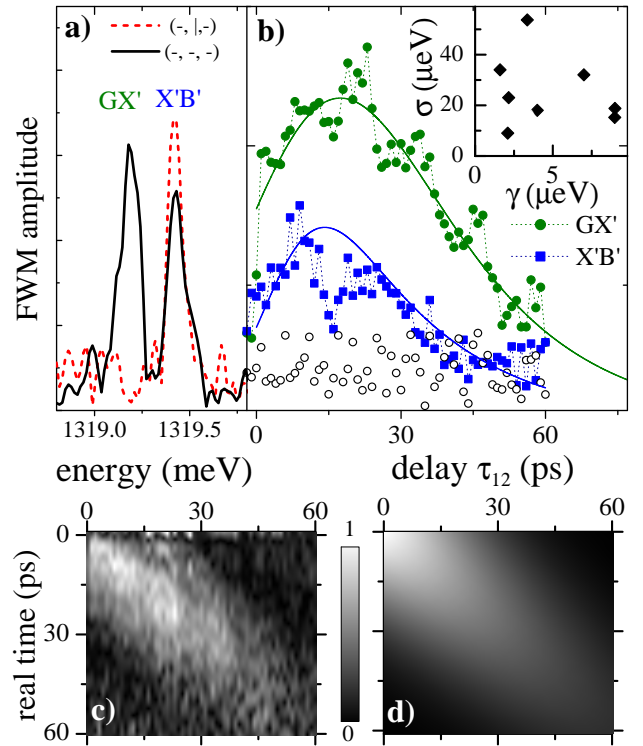 a)
(-, |,-)
(-, -, -)
GX'
X'B'
FWM amplitude
1319.0
1319.5
energy (meV)
b)
σ (μeV)
40
20
0
0
5
γ (μeV)
GX'
X'B'
0
30
60
delay τ12 (ps)
0
30
60
0
30
60
real time (ps)
c)
1
0
0
30
60
d)